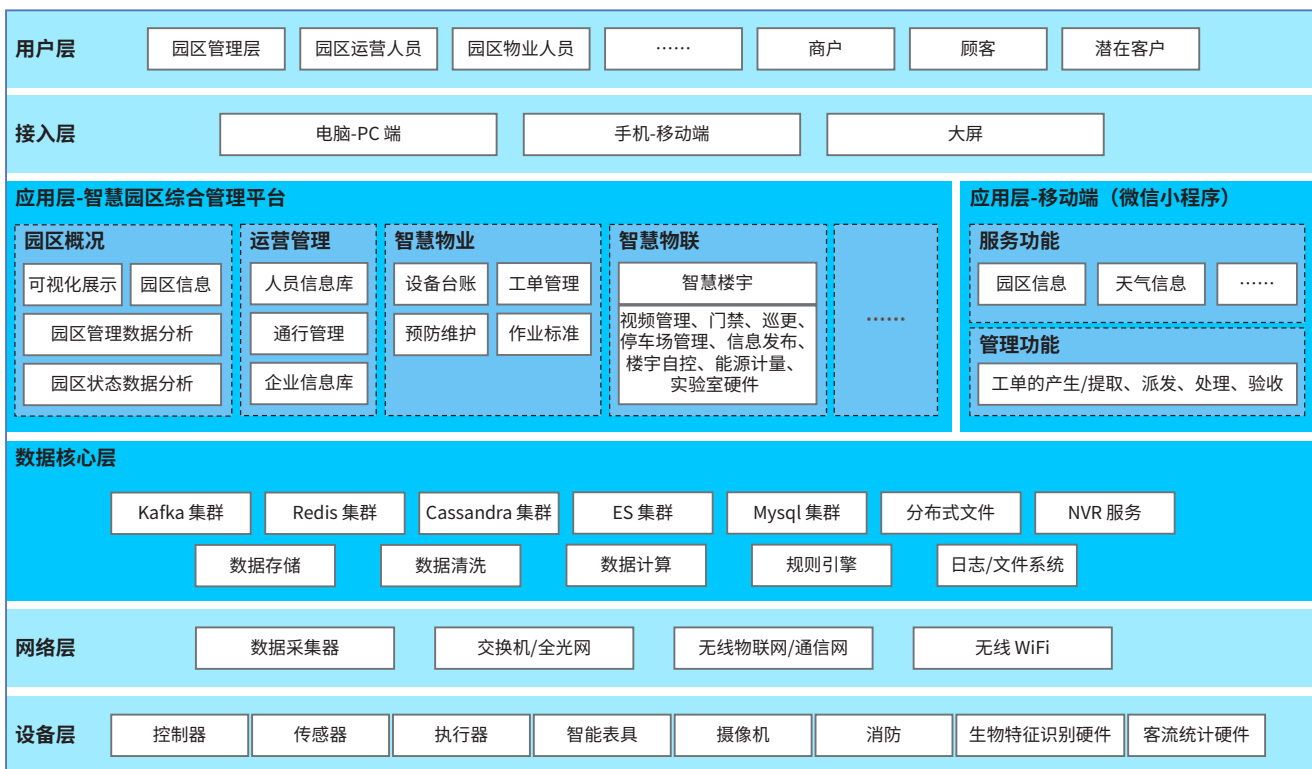 用户层
园区管理层
园区运营人员
园区物业人员
……
商户
顾客
潜在客户
接入层
电脑-PC 端
手机-移动端
大屏
应用层-智慧园区综合管理平台
园区概况
可视化展示
园区信息
园区管理数据分析
园区状态数据分析
运营管理
人员信息库
通行管理
企业信息库
智慧物业
设备台账
工单管理
预防维护
作业标准
智慧物联
智慧楼宇
视频管理、门禁、巡更、
停车场管理、信息发布、
楼宇自控、能源计量、
实验室硬件
……
应用层-移动端（微信小程序）
服务功能
园区信息
天气信息
……
管理功能
工单的产生/提取、派发、处理、验收
数据核心层
Kafka 集群
Redis 集群
Cassandra 集群
ES 集群
Mysql 集群
分布式文件
NVR 服务
数据存储
数据清洗
数据计算
规则引擎
日志/文件系统
网络层
数据采集器
交换机/全光网
无线物联网/通信网
无线 WiFi
设备层
控制器
传感器
执行器
智能表具
摄像机
消防
生物特征识别硬件
客流统计硬件